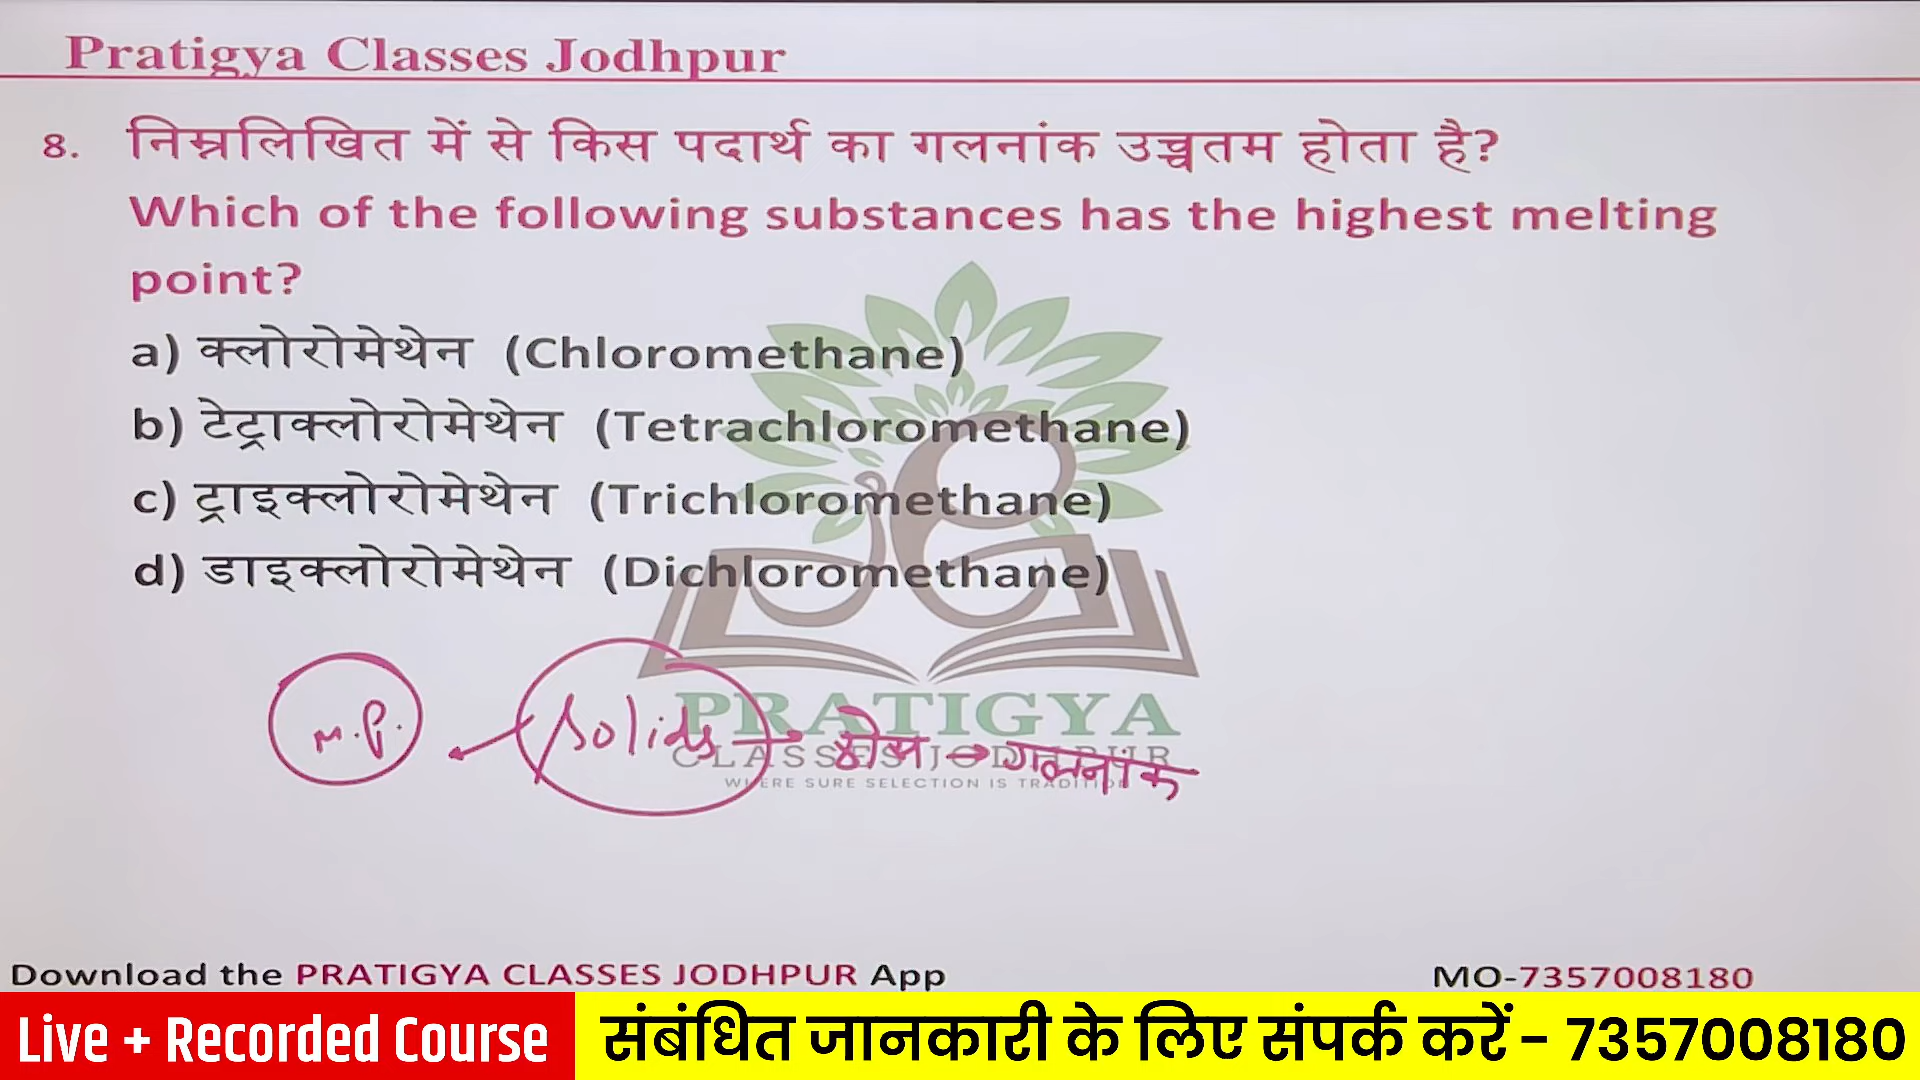 Pratigya Classes Jodhpur
8. निम्नलिखित में से किस पदार्थ का गलनांक उच्चतम होता है?
Which of the following substances has the highest melting
point?
a) क्लोरोमेथेन (Chloromethane)
b) टेट्राक्लोरोमेथेन (Tetrachloromethane)
c) ट्राइक्लोरोमेथेन (Trichloromethane)
d) डाइक्लोरोमेथेन (Dichloromethane)
M.P. ← Solids → ठोस → गलनांक
PRATIGYA
CLASSES JODHPUR
WHERE SURE SELECTION IS TRADITION
Download the PRATIGYA CLASSES JODHPUR App MO-7357008180
Live + Recorded Course संबंधित जानकारी के लिए संपर्क करें – 7357008180